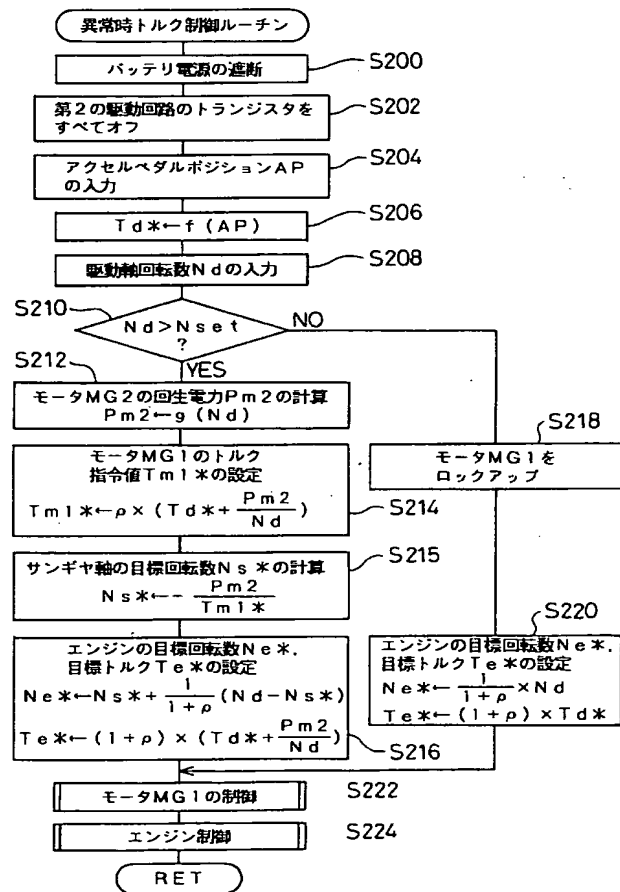 異常時トルク制御ルーチン
バッテリ電源の遮断
S200
第2の駆動回路のトランジスタを
すべてオフ
S202
アクセルペダルポジションAP
の入力
S204
Td*←f(AP)
S206
駆動軸回転数Ndの入力
S208
S210
Nd>Nset
?
NO
YES
S212
モータMG2の回生電力Pm2の計算
Pm2←g(Nd)
モータMG1のトルク
指令値Tm1*の設定
Tm1*←ρ×(Td*+Pm2/Nd)
S214
サンギヤ軸の目標回転数Ns*の計算
Ns*←-Pm2/Tm1*
S215
エンジンの目標回転数Ne*,
目標トルクTe*の設定
Ne*←Ns*+1/1+ρ(Nd-Ns*)
Te*←(1+ρ)×(Td*+Pm2/Nd)
S216
S218
モータMG1を
ロックアップ
S220
エンジンの目標回転数Ne*,
目標トルクTe*の設定
Ne*←1/1+ρ×Nd
Te*←(1+ρ)×Td*
モータMG1の制御
S222
エンジン制御
S224
RET